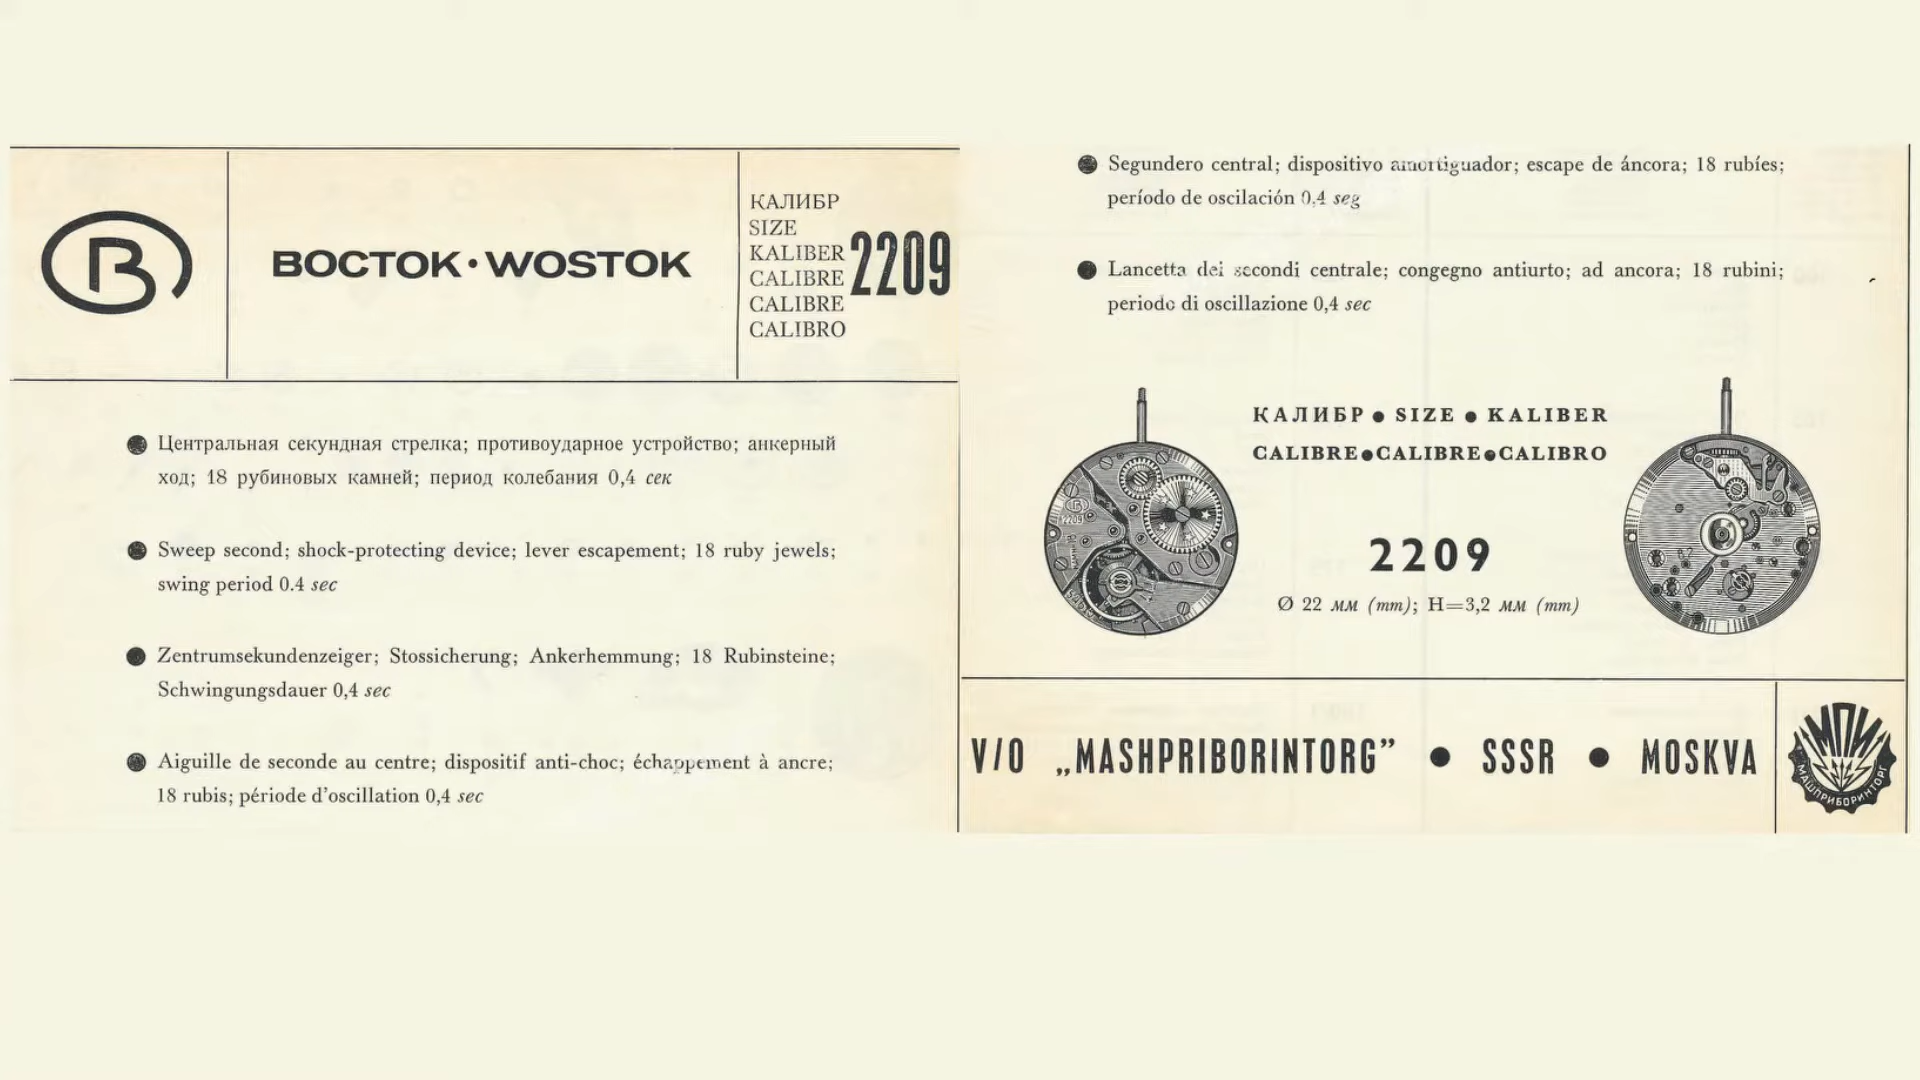 В
ВОСТОК • WOSTOK
КАЛИБР
SIZE
KALIBER
CALIBRE
CALIBRE
CALIBRO
2209
● Центральная секундная стрелка; противоударное устройство; анкерный
ход; 18 рубиновых камней; период колебания 0,4 сек
● Sweep second; shock-protecting device; lever escapement; 18 ruby jewels;
swing period 0.4 sec
● Zentrumsekundenzeiger; Stossicherung; Ankerhemmung; 18 Rubinsteine;
Schwingungsdauer 0,4 sec
● Aiguille de seconde au centre; dispositif anti-choc; échappement à ancre;
18 rubis; période d'oscillation 0,4 sec
● Segundero central; dispositivo amortiguador; escape de áncora; 18 rubíes;
período de oscilación 0,4 seg
● Lancetta dei secondi centrale; congegno antiurto; ad ancora; 18 rubini;
periodo di oscillazione 0,4 sec
КАЛИБР ● SIZE ● KALIBER
CALIBRE ● CALIBRE ● CALIBRO
2209
Ø 22 мм (mm); H=3,2 мм (mm)
2209
V/O „MASHPRIBORINTORG” ● SSSR ● MOSKVA
МПИ
МАШПРИБОРИНТОРГ